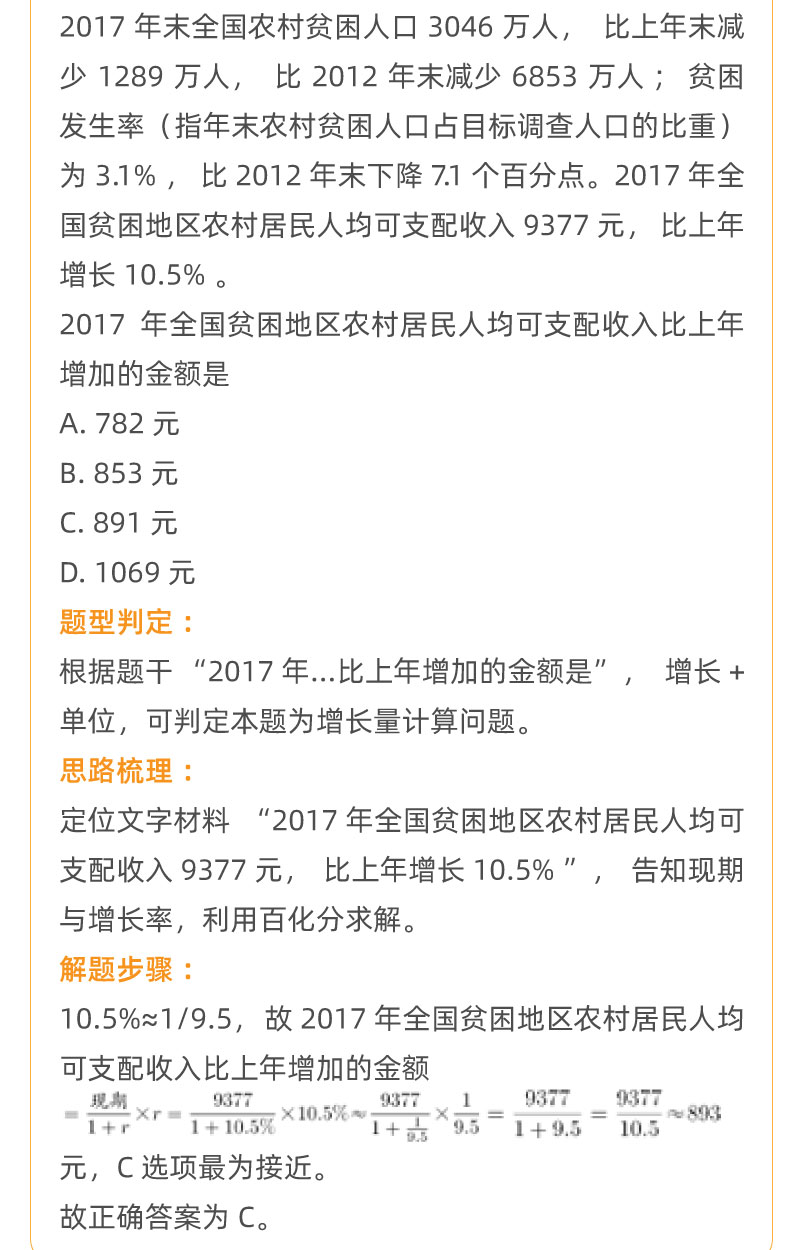 2017 年末全国农村贫困人口 3046 万人， 比上年末减
少 1289 万人， 比 2012 年末减少 6853 万人 ；贫困
发生率（指年末农村贫困人口占目标调查人口的比重）
为 3.1% ，比 2012 年末下降 7.1 个百分点。2017 年全
国贫困地区农村居民人均可支配收入 9377 元，比上年
增长 10.5% 。
2017 年全国贫困地区农村居民人均可支配收入比上年
增加的金额是
A. 782 元
B. 853 元
C. 891 元
D. 1069 元
题型判定：
根据题干 “2017 年...比上年增加的金额是” ， 增长 +
单位，可判定本题为增长量计算问题。
思路梳理：
定位文字材料 “2017 年全国贫困地区农村居民人均可
支配收入 9377 元， 比上年增长 10.5% ” ， 告知现期
与增长率，利用百化分求解。
解题步骤：
10.5%≈1/9.5，故 2017 年全国贫困地区农村居民人均
可支配收入比上年增加的金额
= 现期/(1+r) ×r = 9377/(1+10.5%) ×10.5% ≈ 9377/(1+1/9.5) × 1/9.5 = 9377/(1+9.5) = 9377/10.5 ≈893
元，C 选项最为接近。
故正确答案为 C。